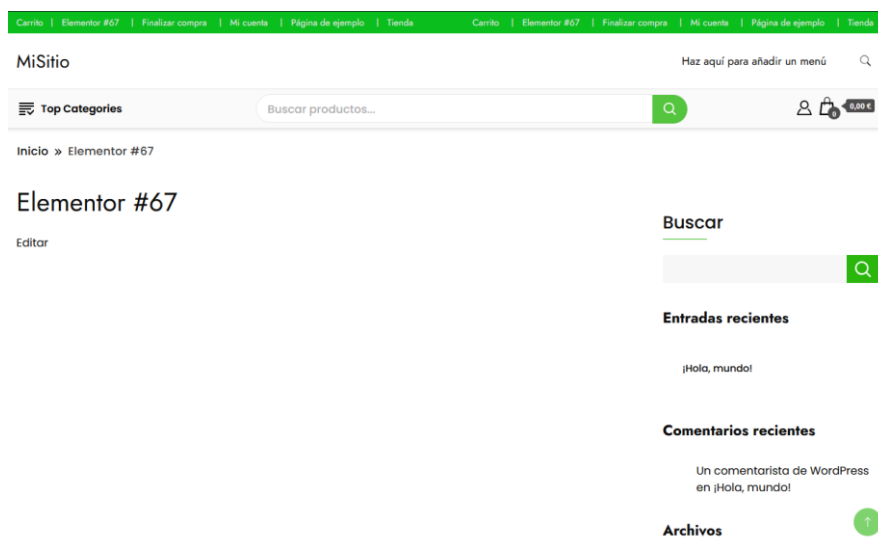 Carrito | Elementor #67 | Finalizar compra | Mi cuenta | Página de ejemplo | Tienda Carrito | Elementor #67 | Finalizar compra | Mi cuenta | Página de ejemplo | Tienda
MiSitio Haz aquí para añadir un menú
Top Categories Buscar productos... 0 0,00 €
Inicio » Elementor #67
Elementor #67
Editar
Buscar
Entradas recientes
¡Hola, mundo!
Comentarios recientes
Un comentarista de WordPress
en ¡Hola, mundo!
Archivos